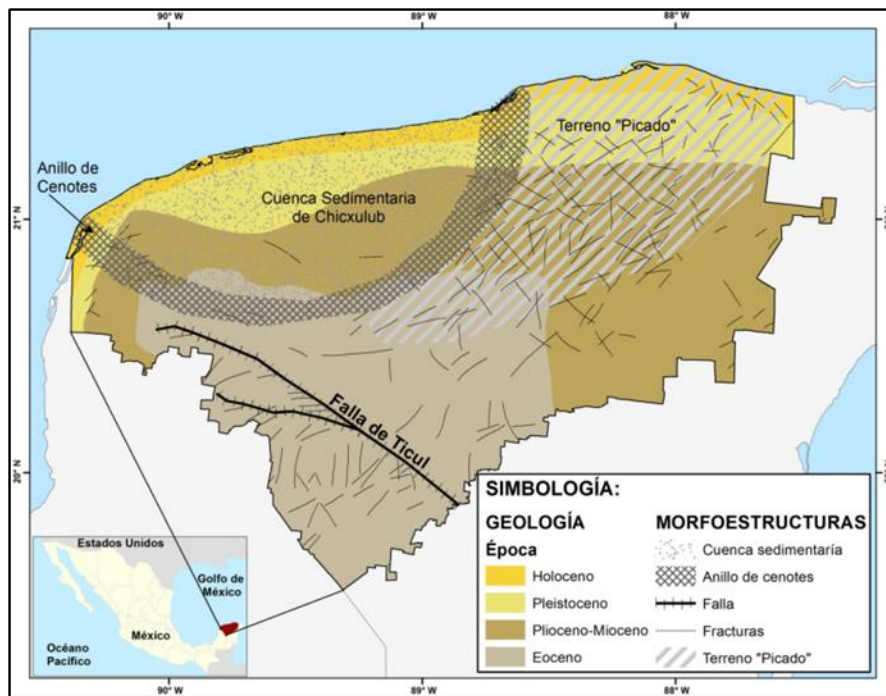 90° W
89° W
88° W
Terreno "Picado"
Anillo de
Cenotes
Cuenca Sedimentaria
de Chicxulub
21° N
Falla de Ticul
20° N
20° N
SIMBOLOGÍA:
GEOLOGÍA
Época
Holoceno
Pleistoceno
Plioceno-Mioceno
Eoceno
MORFOESTRUCTURAS
Cuenca sedimentaría
Anillo de cenotes
Falla
Fracturas
Terreno "Picado"
Estados Unidos
Golfo de
México
México
Océano
Pacífico
90° W
89° W
88° W